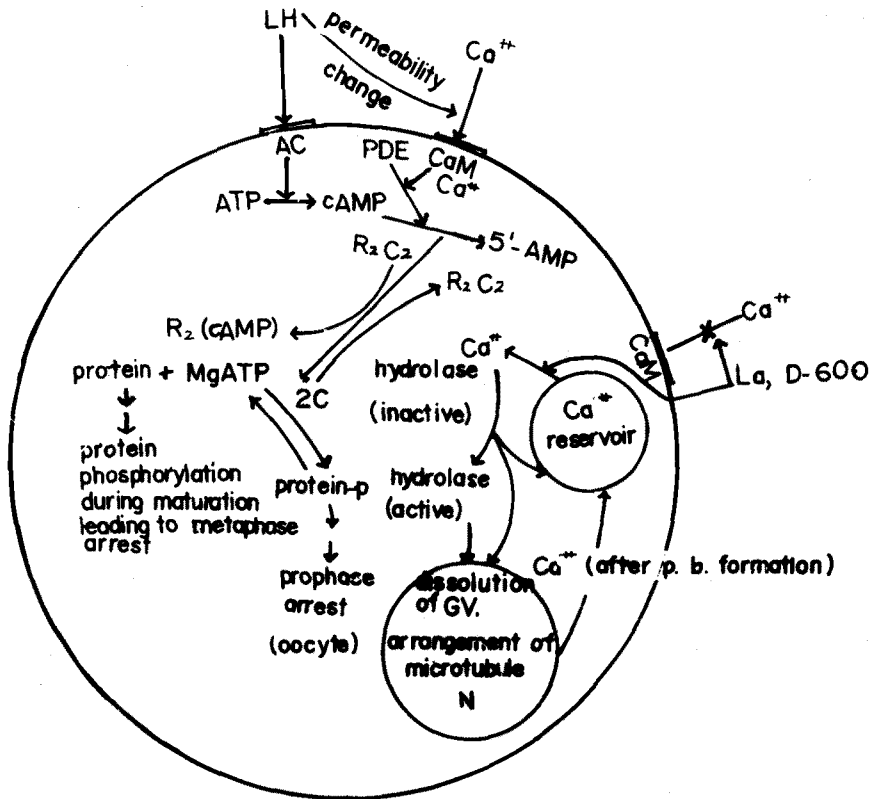 LH
permeability
change
Ca⁺⁺
AC
PDE
CaM
Ca⁺⁺
ATP
cAMP
5'-AMP
R₂C₂
R₂C₂
R₂ (cAMP)
protein + MgATP
2C
protein
phosphorylation
during maturation
leading to metaphase
arrest
protein-p
prophase
arrest
(oocyte)
Ca⁺⁺
hydrolase
(inactive)
hydrolase
(active)
Ca⁺⁺
reservoir
CaM
Ca⁺⁺
La, D-600
Ca⁺⁺ (after p. b. formation)
dissolution
of GV.
arrangement of
microtubule
N